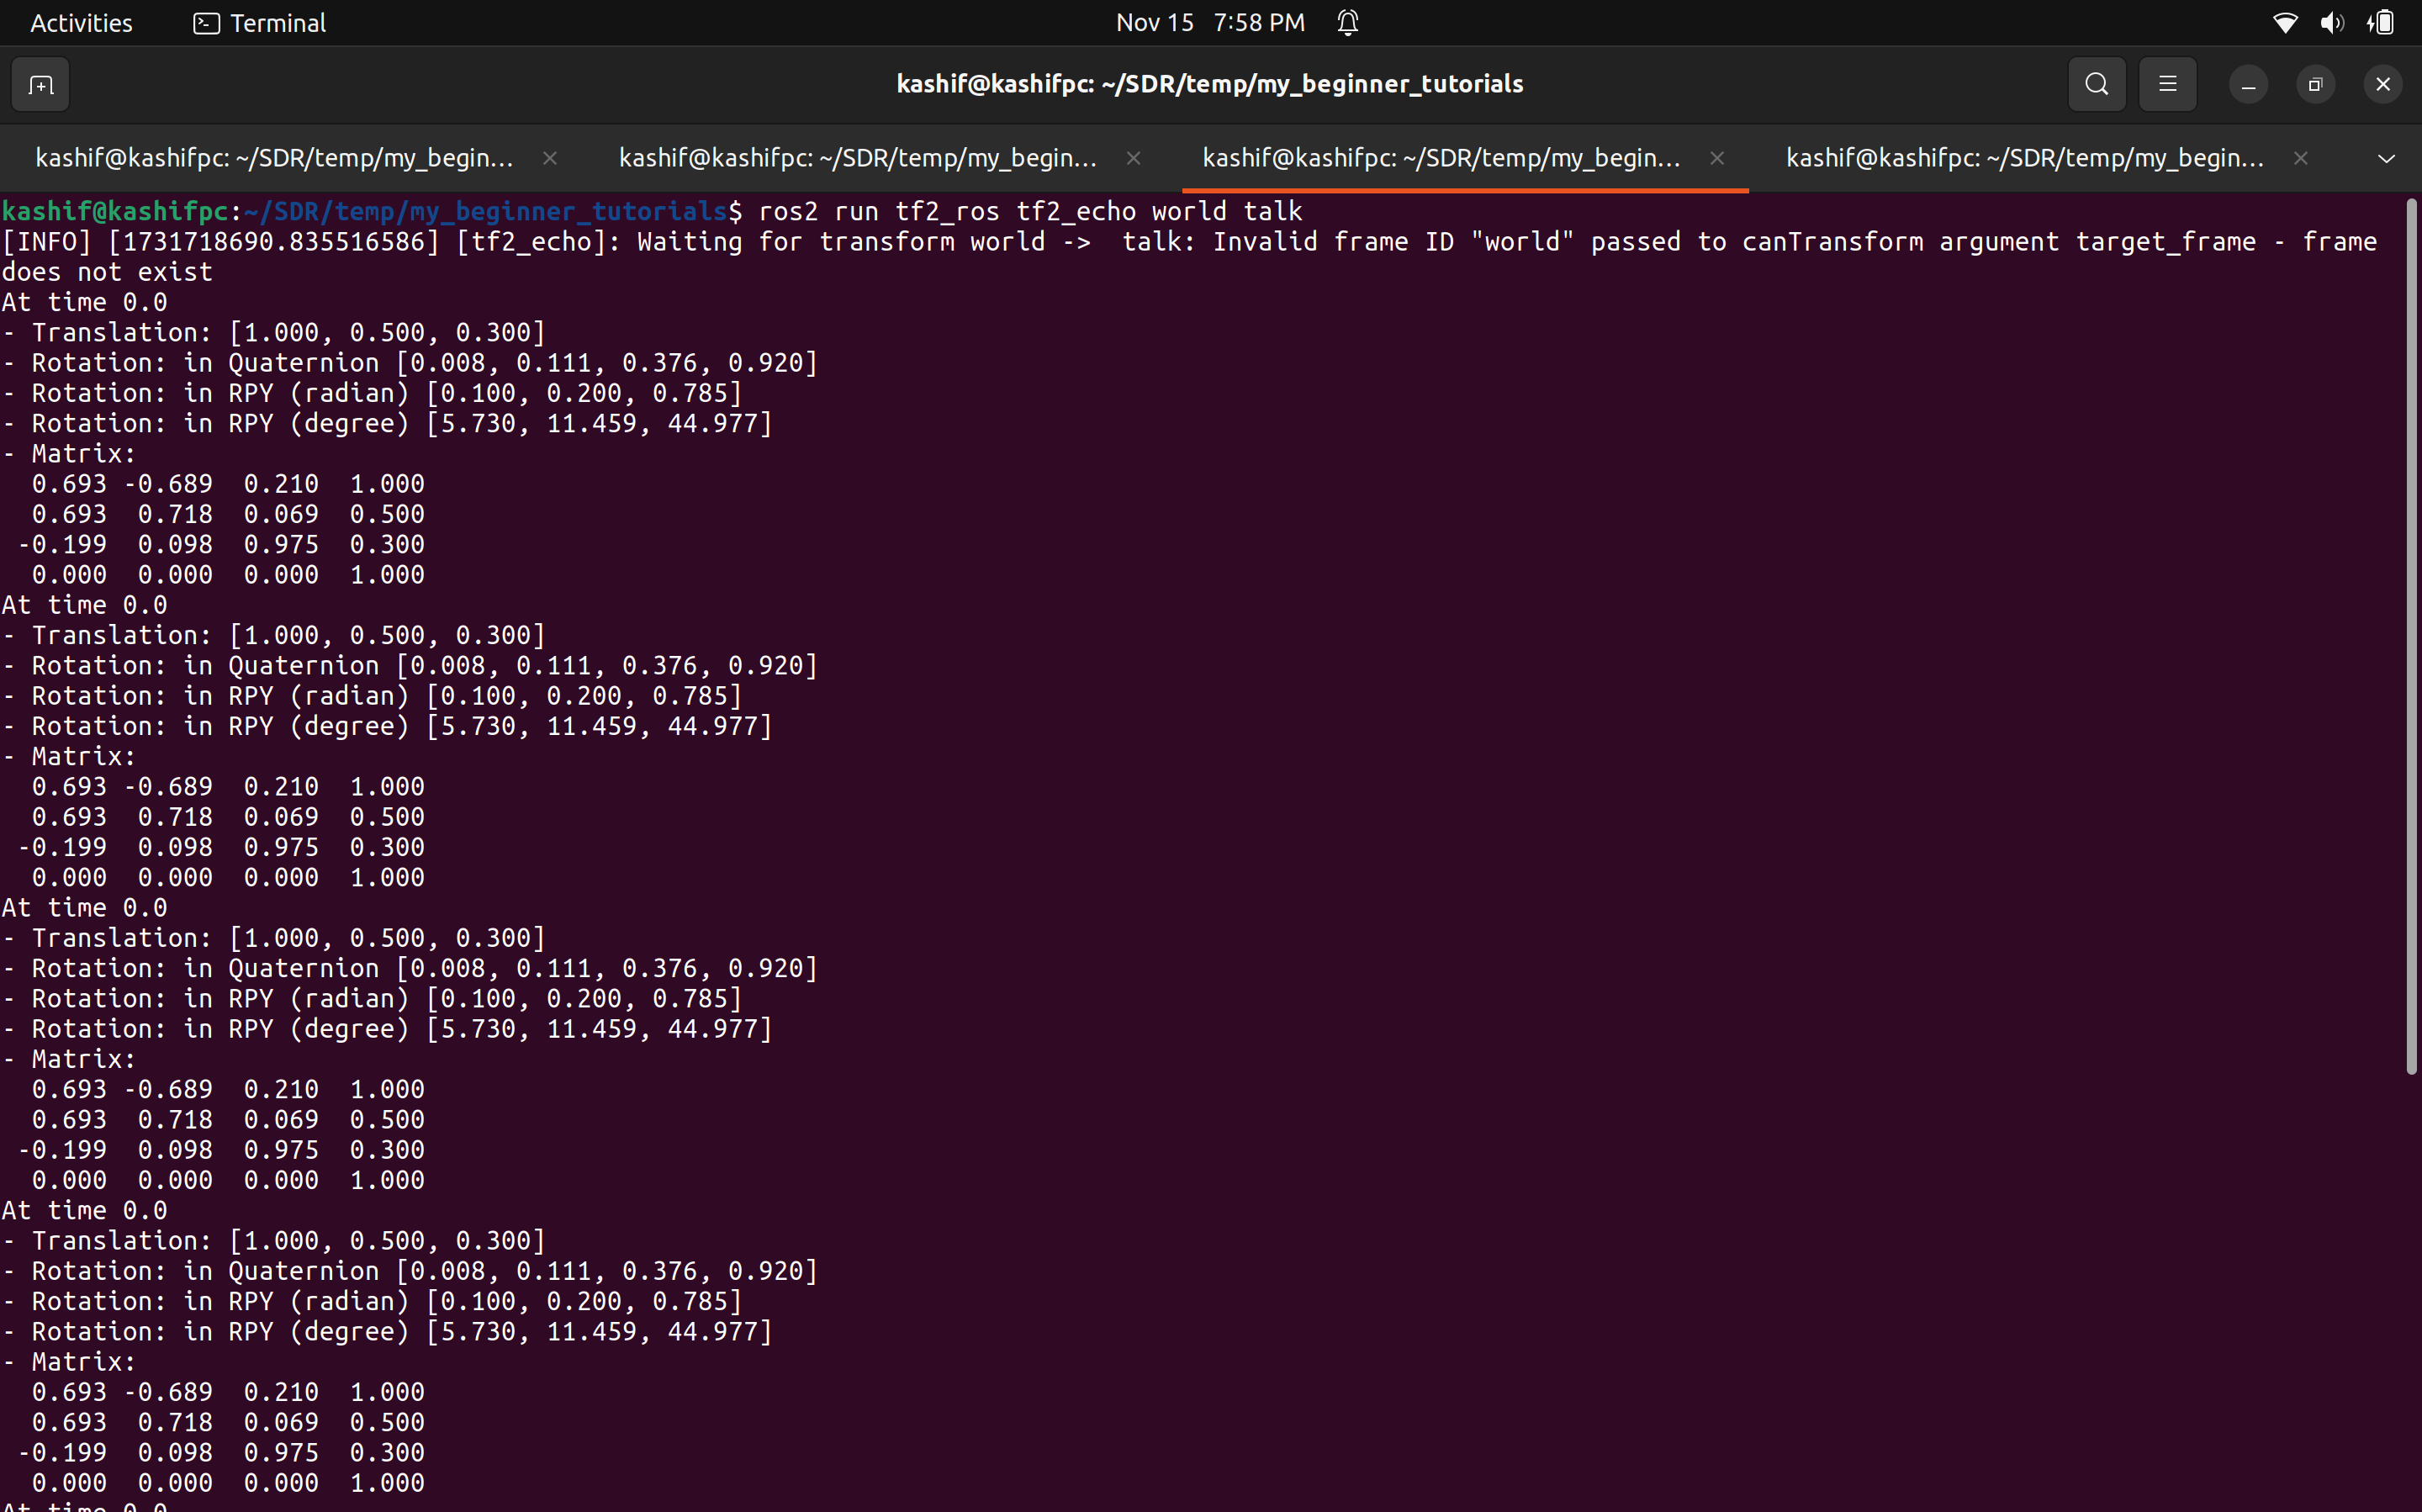 Activities Terminal Nov 15 7:58 PM
kashif@kashifpc: ~/SDR/temp/my_beginner_tutorials
kashif@kashifpc: ~/SDR/temp/my_begin... kashif@kashifpc: ~/SDR/temp/my_begin... kashif@kashifpc: ~/SDR/temp/my_begin... kashif@kashifpc: ~/SDR/temp/my_begin...
kashif@kashifpc:~/SDR/temp/my_beginner_tutorials$ ros2 run tf2_ros tf2_echo world talk
[INFO] [1731718690.835516586] [tf2_echo]: Waiting for transform world ->  talk: Invalid frame ID "world" passed to canTransform argument target_frame - frame
does not exist
At time 0.0
- Translation: [1.000, 0.500, 0.300]
- Rotation: in Quaternion [0.008, 0.111, 0.376, 0.920]
- Rotation: in RPY (radian) [0.100, 0.200, 0.785]
- Rotation: in RPY (degree) [5.730, 11.459, 44.977]
- Matrix:
  0.693 -0.689  0.210  1.000
  0.693  0.718  0.069  0.500
 -0.199  0.098  0.975  0.300
  0.000  0.000  0.000  1.000
At time 0.0
- Translation: [1.000, 0.500, 0.300]
- Rotation: in Quaternion [0.008, 0.111, 0.376, 0.920]
- Rotation: in RPY (radian) [0.100, 0.200, 0.785]
- Rotation: in RPY (degree) [5.730, 11.459, 44.977]
- Matrix:
  0.693 -0.689  0.210  1.000
  0.693  0.718  0.069  0.500
 -0.199  0.098  0.975  0.300
  0.000  0.000  0.000  1.000
At time 0.0
- Translation: [1.000, 0.500, 0.300]
- Rotation: in Quaternion [0.008, 0.111, 0.376, 0.920]
- Rotation: in RPY (radian) [0.100, 0.200, 0.785]
- Rotation: in RPY (degree) [5.730, 11.459, 44.977]
- Matrix:
  0.693 -0.689  0.210  1.000
  0.693  0.718  0.069  0.500
 -0.199  0.098  0.975  0.300
  0.000  0.000  0.000  1.000
At time 0.0
- Translation: [1.000, 0.500, 0.300]
- Rotation: in Quaternion [0.008, 0.111, 0.376, 0.920]
- Rotation: in RPY (radian) [0.100, 0.200, 0.785]
- Rotation: in RPY (degree) [5.730, 11.459, 44.977]
- Matrix:
  0.693 -0.689  0.210  1.000
  0.693  0.718  0.069  0.500
 -0.199  0.098  0.975  0.300
  0.000  0.000  0.000  1.000
At time 0.0